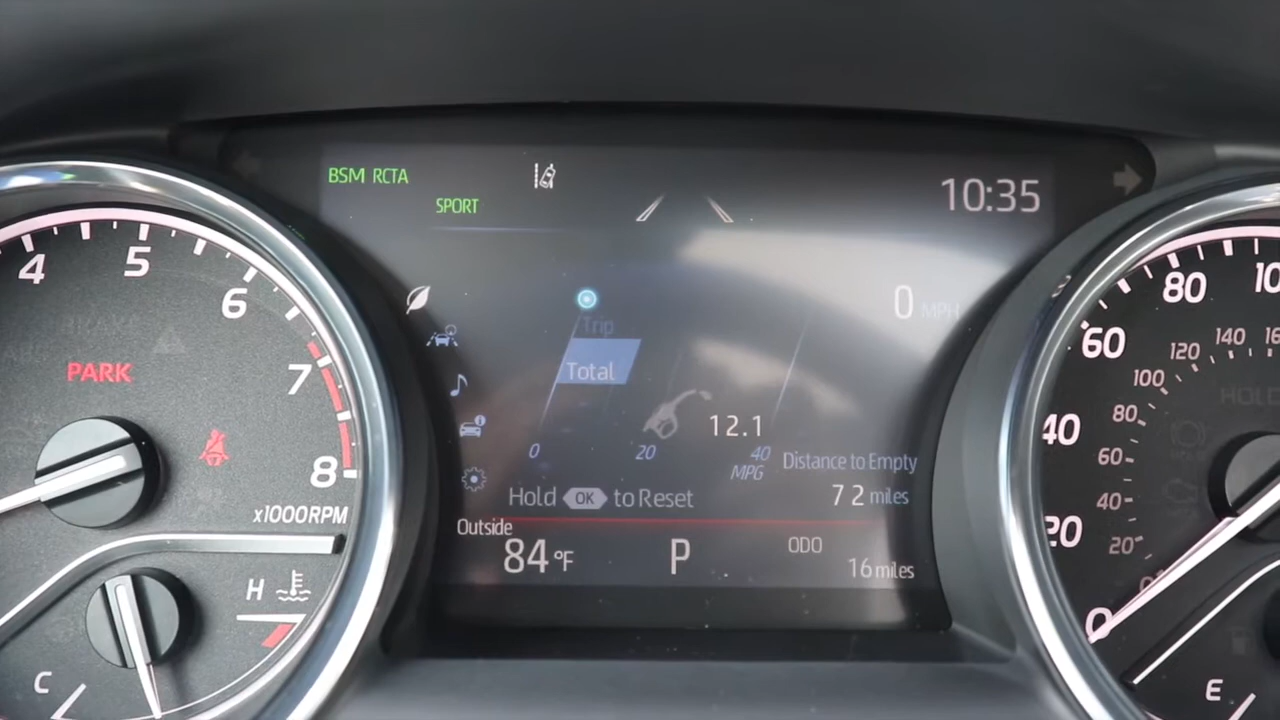 BSM RCTA
SPORT
10:35
0 MPH
Trip
Total
12.1
0 20 40
MPG
Distance to Empty
72 miles
Hold OK to Reset
Outside
84 °F
P
ODO
16 miles
4 5 6 7 8
BRAKE
PARK
x1000RPM
H
C
0 20 40 60 80
20 40 60 80 100 120 140
HOLD
E